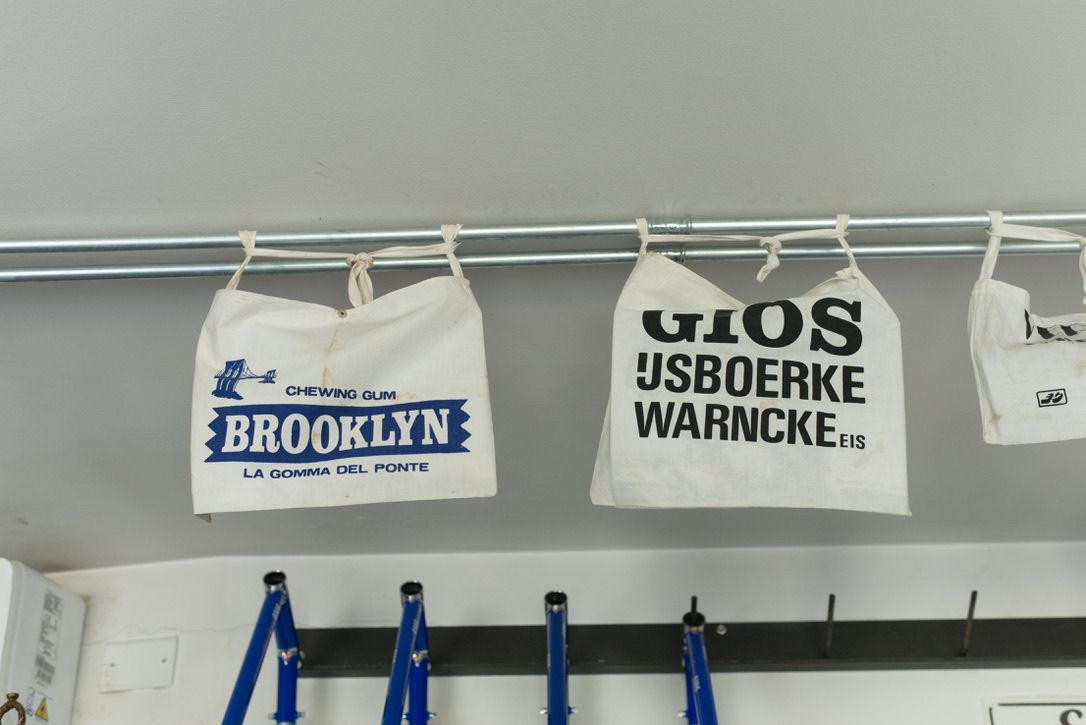 CHEWING GUM
BROOKLYN
LA GOMMA DEL PONTE
GIOS
IJSBOERKE
WARNCKE EIS